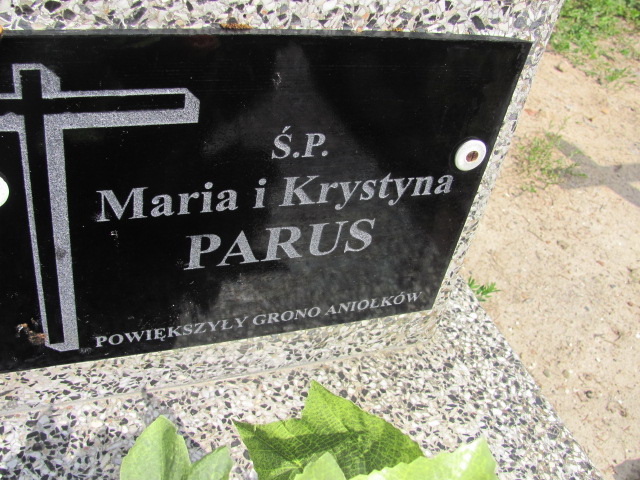 Ś.P.
Maria i Krystyna
PARUS
POWIĘKSZYŁY GRONO ANIOŁKÓW